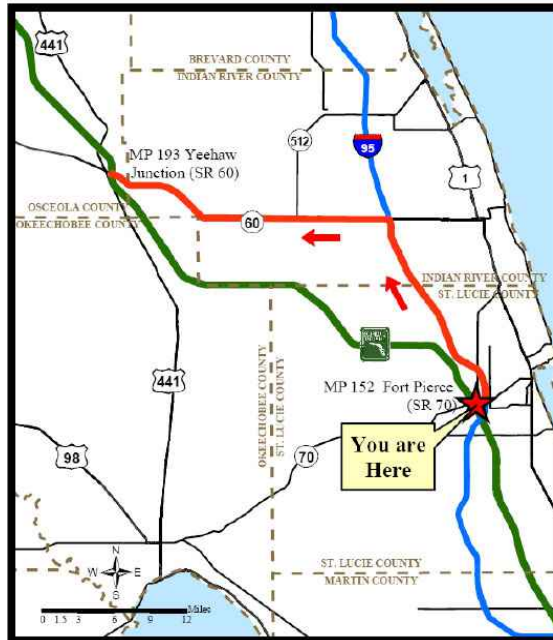 441
BREVARD COUNTY
INDIAN RIVER COUNTY
512
95
1
MP 193 Yeehaw
Junction (SR 60)
OSCEOLA COUNTY
OKEECHOBEE COUNTY
60
INDIAN RIVER COUNTY
ST. LUCIE COUNTY
MP 152 Fort Pierce
(SR 70)
441
OKEECHOBEE COUNTY
ST. LUCIE COUNTY
You are
Here
98
70
N
W E
S
ST. LUCIE COUNTY
MARTIN COUNTY
Miles
0 1.5 3 6 9 12